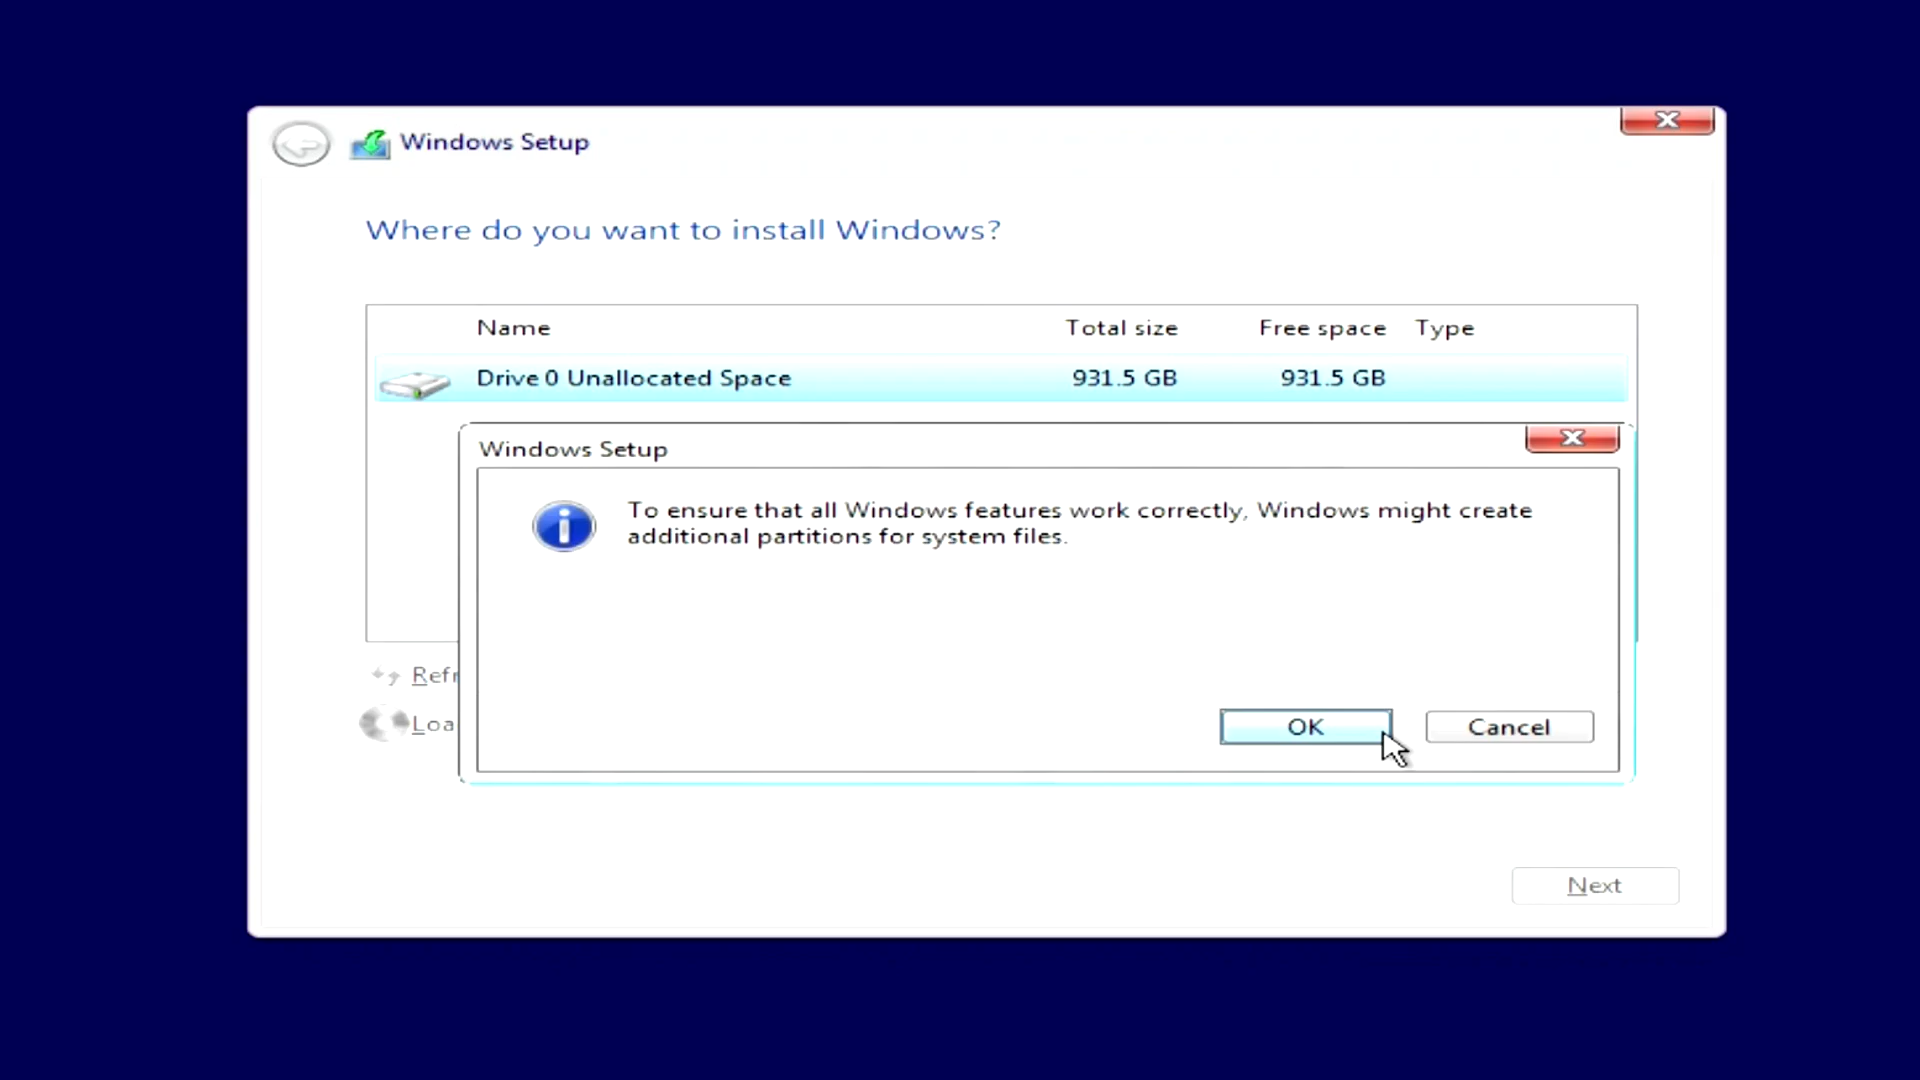 Windows Setup
Where do you want to install Windows?
Name Total size Free space Type
Drive 0 Unallocated Space 931.5 GB 931.5 GB
Windows Setup
To ensure that all Windows features work correctly, Windows might create
additional partitions for system files.
Refr
Loa
OK Cancel
Next